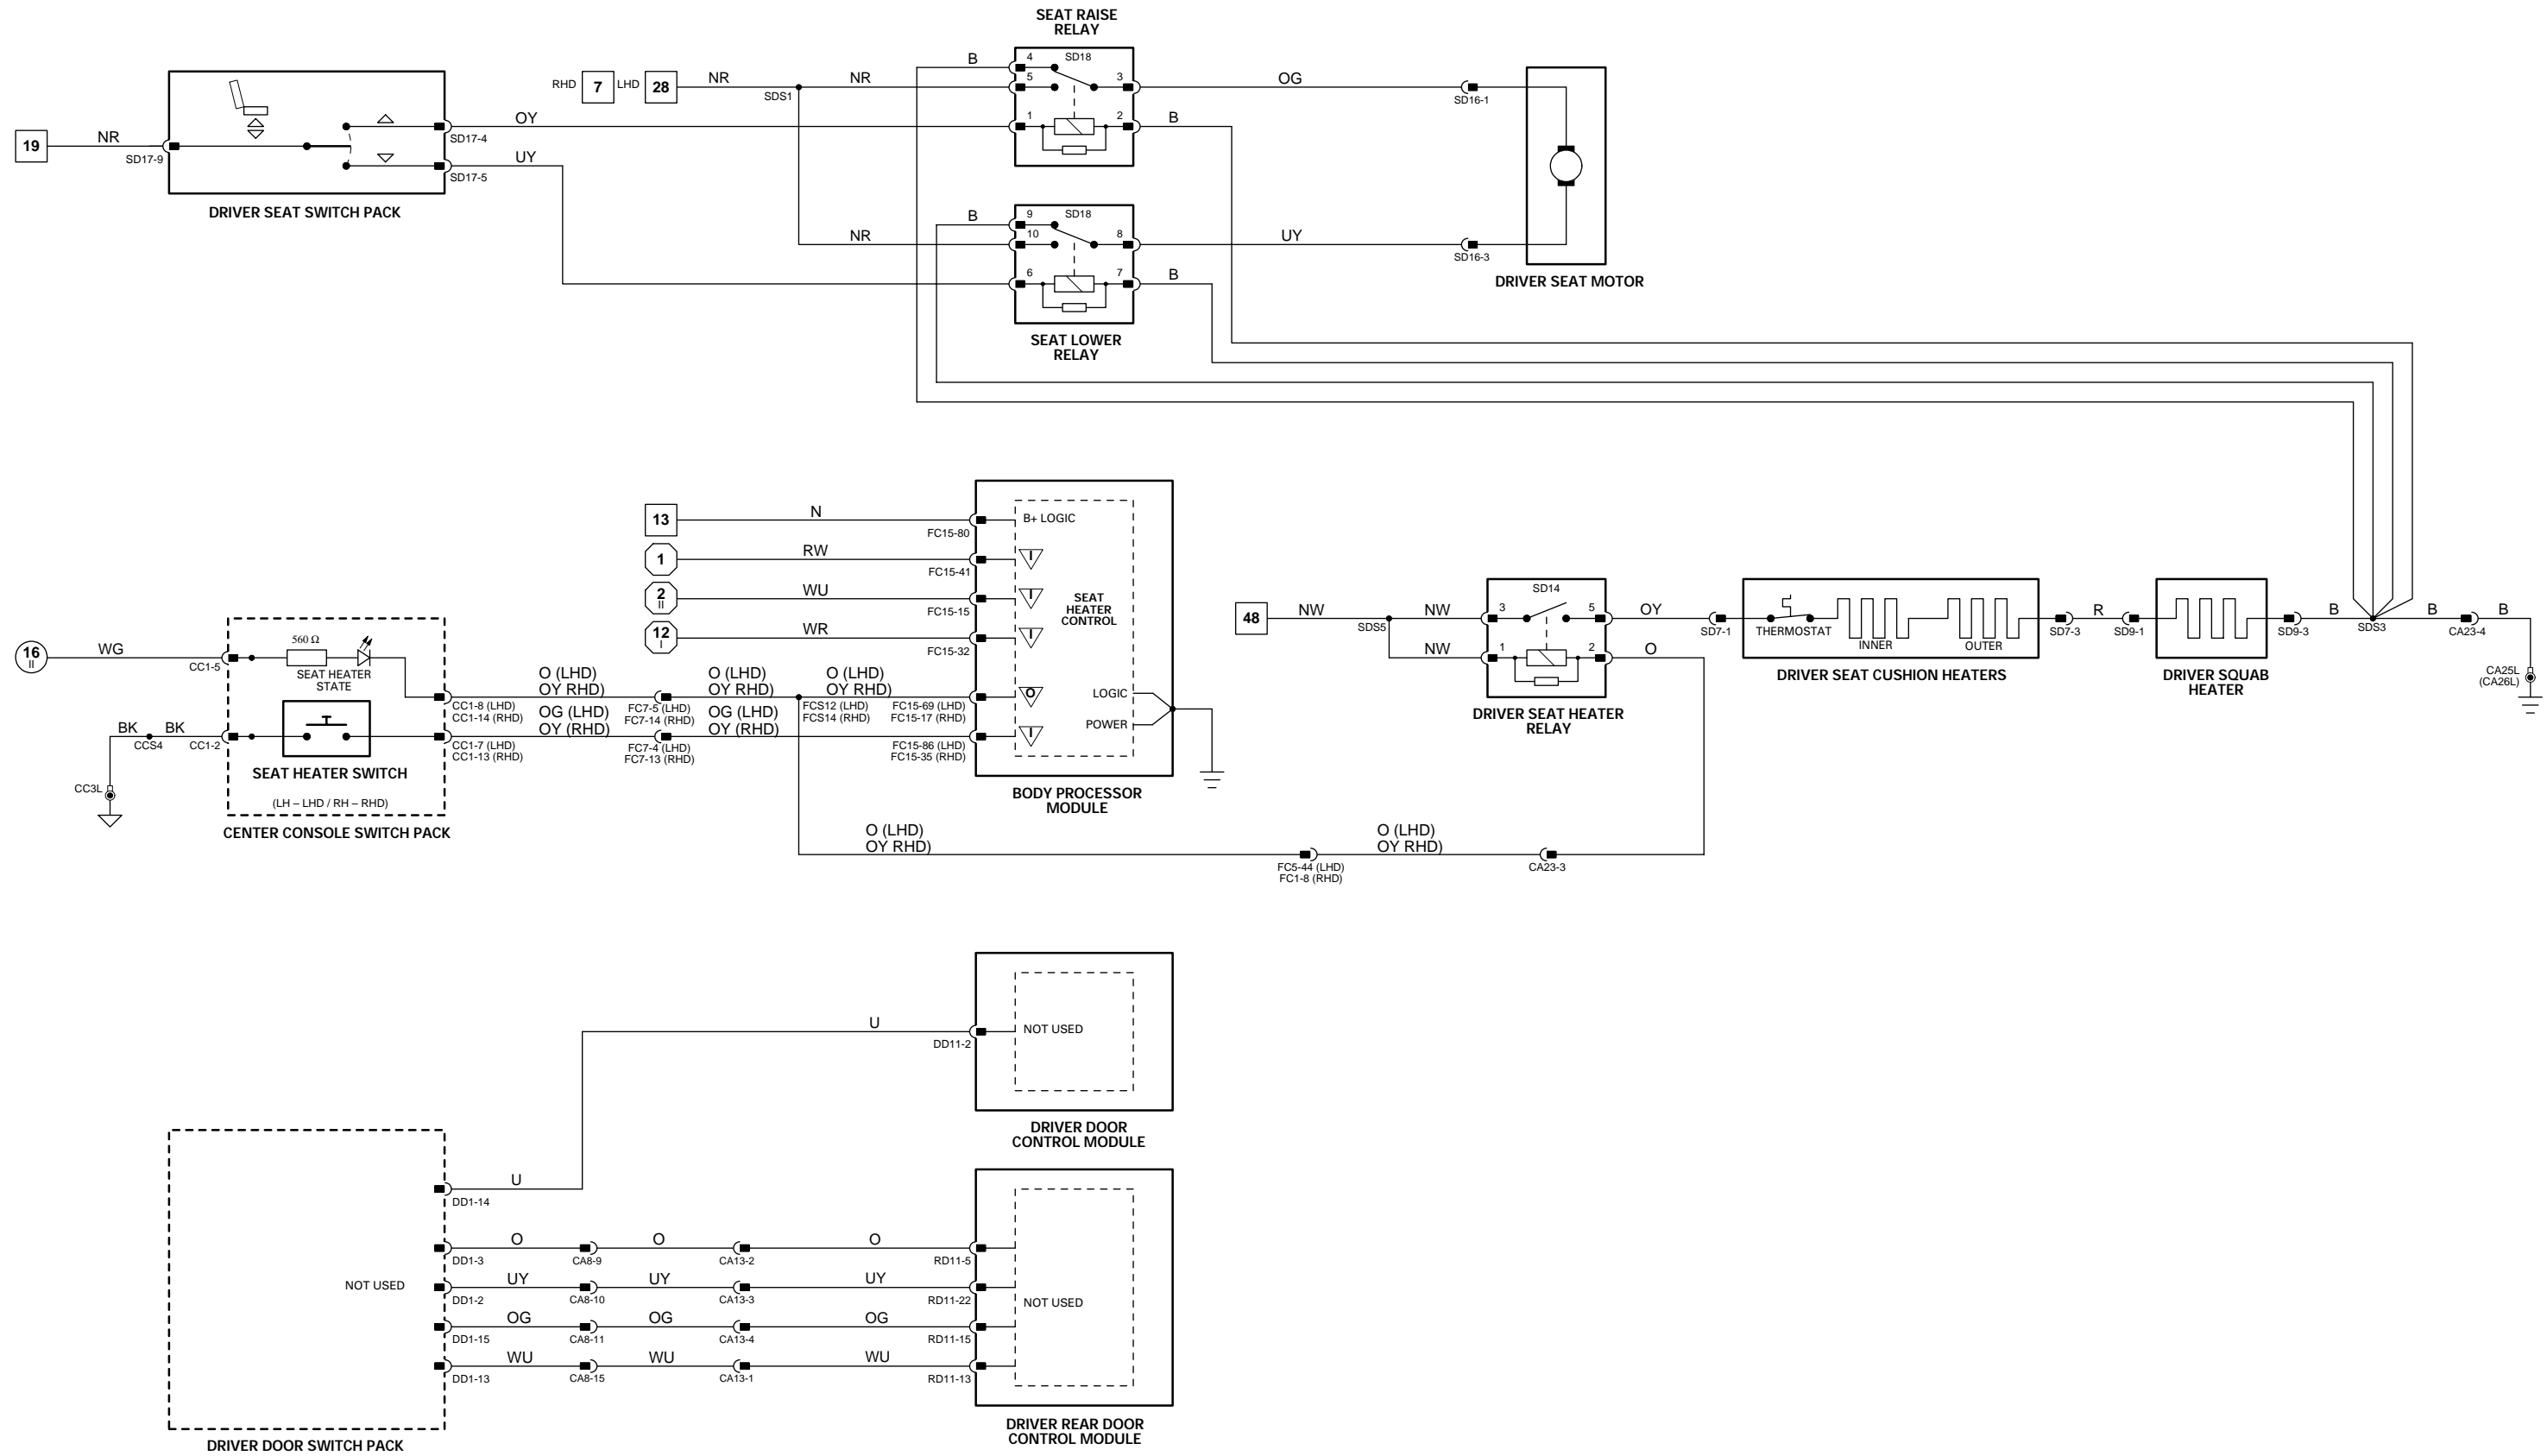 SEAT RAISE
RELAY
B
4
SD18
RHD 7 LHD 28 NR NR
5
3
OG
SDS1
SD16-1
OY
1
2
B
SD17-4
19 NR
SD17-9
UY
SD17-5
DRIVER SEAT SWITCH PACK
B
9
SD18
NR
10
8
UY
SD16-3
6
7
B
DRIVER SEAT MOTOR
SEAT LOWER
RELAY
13 N
FC15-80
B+ LOGIC
1 RW
FC15-41
I
2
II
WU
FC15-15
I
SEAT
HEATER
CONTROL
12
I
WR
FC15-32
I
16
II
WG
CC1-5
560 Ω
SEAT HEATER
STATE
O (LHD)
OY RHD)
O (LHD)
OY RHD)
O (LHD)
OY RHD)
CC1-8 (LHD)
CC1-14 (RHD)
FC7-5 (LHD)
FC7-14 (RHD)
FCS12 (LHD)
FCS14 (RHD)
FC15-69 (LHD)
FC15-17 (RHD)
O
LOGIC
POWER
BK BK
CCS4
CC1-2
OG (LHD)
OY (RHD)
OG (LHD)
OY (RHD)
CC1-7 (LHD)
CC1-13 (RHD)
FC7-4 (LHD)
FC7-13 (RHD)
FC15-86 (LHD)
FC15-35 (RHD)
I
SEAT HEATER SWITCH
CC3L
(LH – LHD / RH – RHD)
CENTER CONSOLE SWITCH PACK
BODY PROCESSOR
MODULE
48 NW NW
SDS5
NW
SD14
3
5
1
2
OY
O
DRIVER SEAT HEATER
RELAY
SD7-1
THERMOSTAT
INNER
OUTER
DRIVER SEAT CUSHION HEATERS
SD7-3
R
SD9-1
DRIVER SQUAB
HEATER
SD9-3
B
SDS3
B
CA23-4
B
CA25L
(CA26L)
O (LHD)
OY RHD)
O (LHD)
OY RHD)
FC5-44 (LHD)
FC1-8 (RHD)
CA23-3
U
DD11-2
NOT USED
DRIVER DOOR
CONTROL MODULE
U
DD1-14
O O O
DD1-3 CA8-9 CA13-2 RD11-5
NOT USED
UY UY UY
DD1-2 CA8-10 CA13-3 RD11-22
NOT USED
OG OG OG
DD1-15 CA8-11 CA13-4 RD11-15
WU WU WU
DD1-13 CA8-15 CA13-1 RD11-13
DRIVER REAR DOOR
CONTROL MODULE
DRIVER DOOR SWITCH PACK